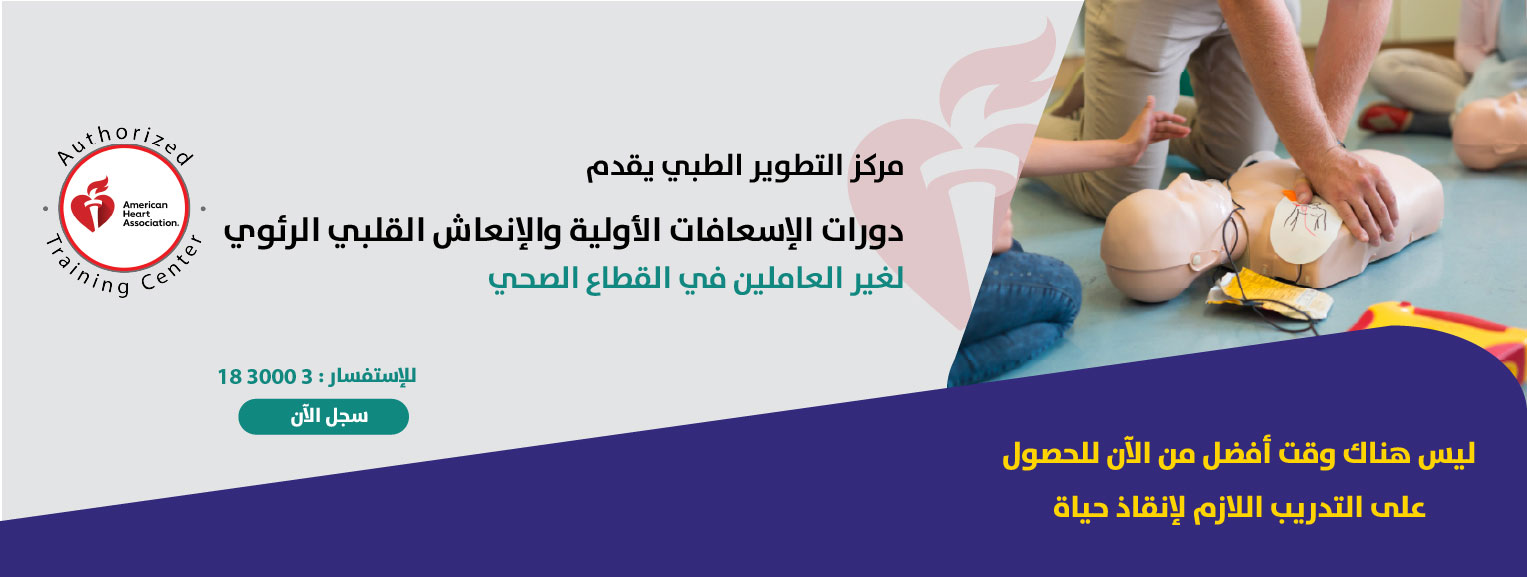 مركز التطوير الطبي يقدم
دورات الإسعافات الأولية والإنعاش القلبي الرئوي
لغير العاملين في القطاع الصحي
Authorized
American
Heart
Association.
Training Center
للإستفسار : 3 3000 18
سجل الآن
ليس هناك وقت أفضل من الآن للحصول
على التدريب اللازم لإنقاذ حياة